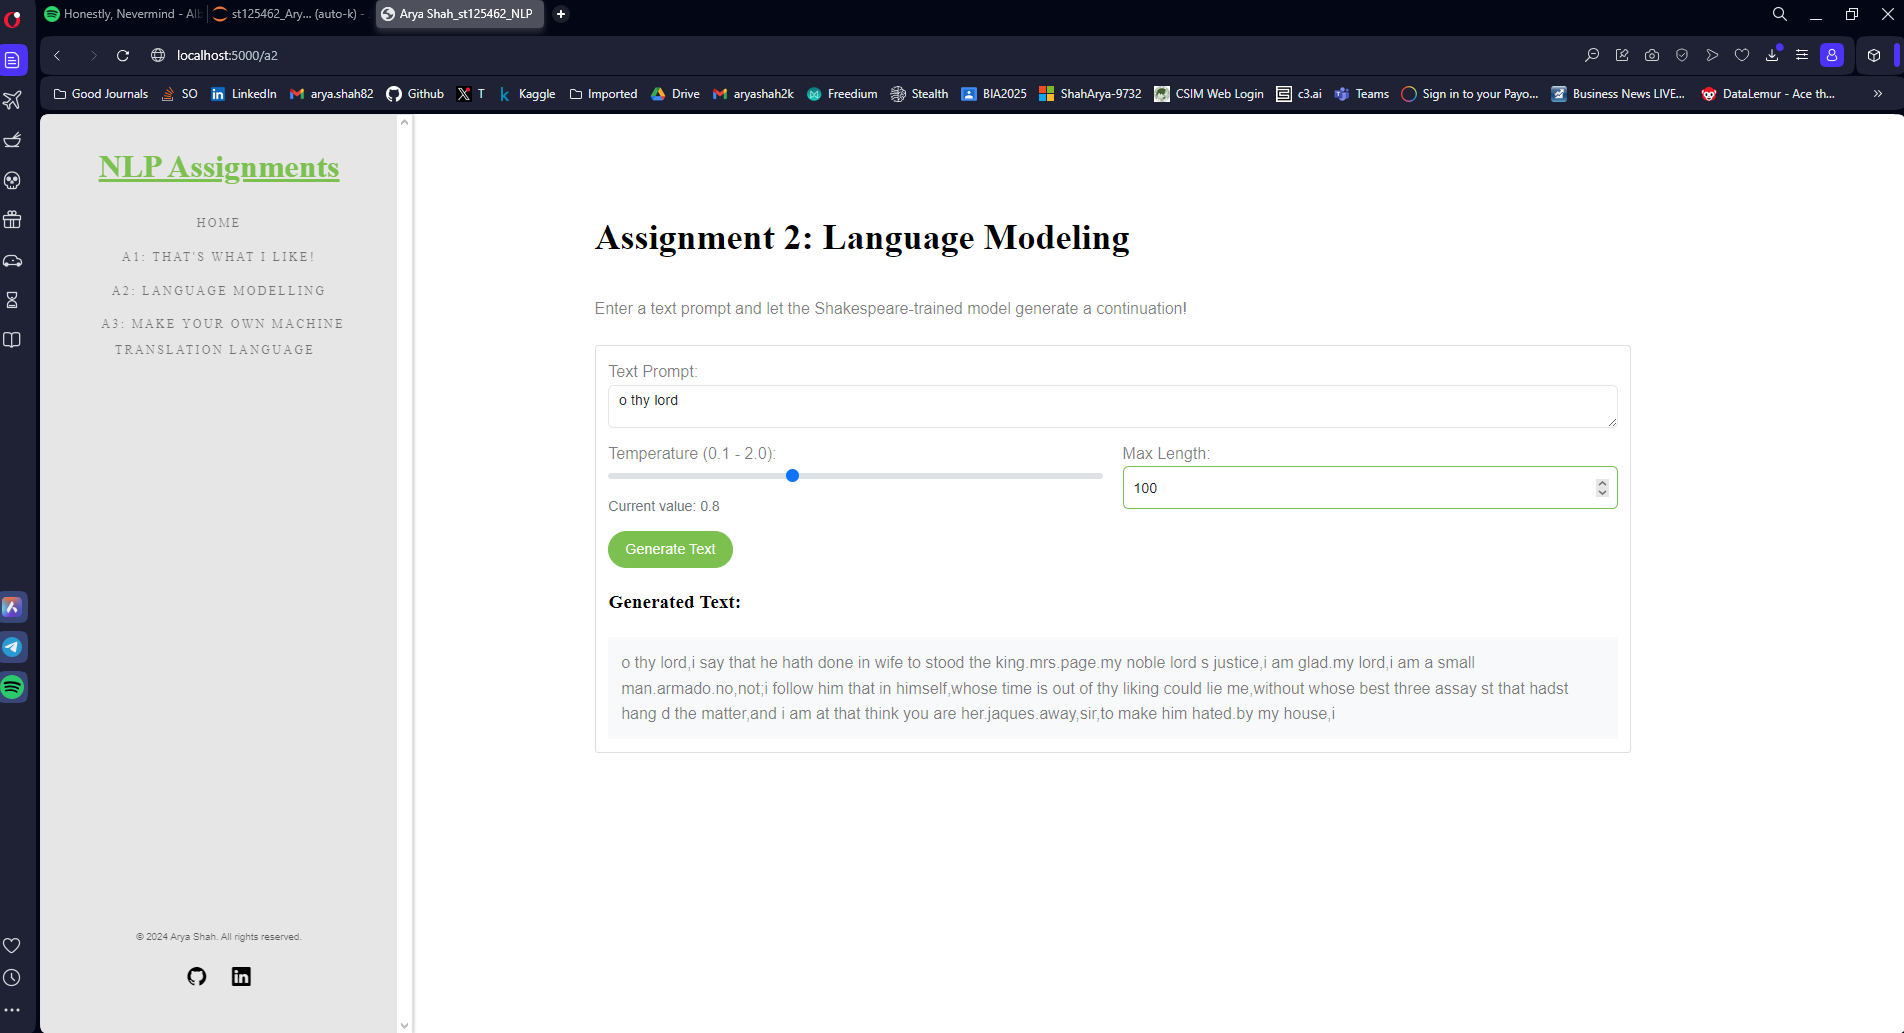 Honestly, Nevermind - Alb
st125462_Ary... (auto-k) -
Arya Shah_st125462_NLP
localhost:5000/a2
Good Journals
SO
LinkedIn
arya.shah82
Github
T
Kaggle
Imported
Drive
aryashah2k
Freedium
Stealth
BIA2025
ShahArya-9732
CSIM Web Login
c3.ai
Teams
Sign in to your Payo...
Business News LIVE...
DataLemur - Ace th...
NLP Assignments
HOME
A1: THAT'S WHAT I LIKE!
A2: LANGUAGE MODELLING
A3: MAKE YOUR OWN MACHINE
TRANSLATION LANGUAGE
© 2024 Arya Shah. All rights reserved.
Assignment 2: Language Modeling
Enter a text prompt and let the Shakespeare-trained model generate a continuation!
Text Prompt:
o thy lord
Temperature (0.1 - 2.0):
Current value: 0.8
Max Length:
100
Generate Text
Generated Text:
o thy lord,i say that he hath done in wife to stood the king.mrs.page.my noble lord s justice,i am glad.my lord,i am a small
man.armado.no,not;i follow him that in himself,whose time is out of thy liking could lie me,without whose best three assay st that hadst
hang d the matter,and i am at that think you are her.jaques.away,sir,to make him hated.by my house,i